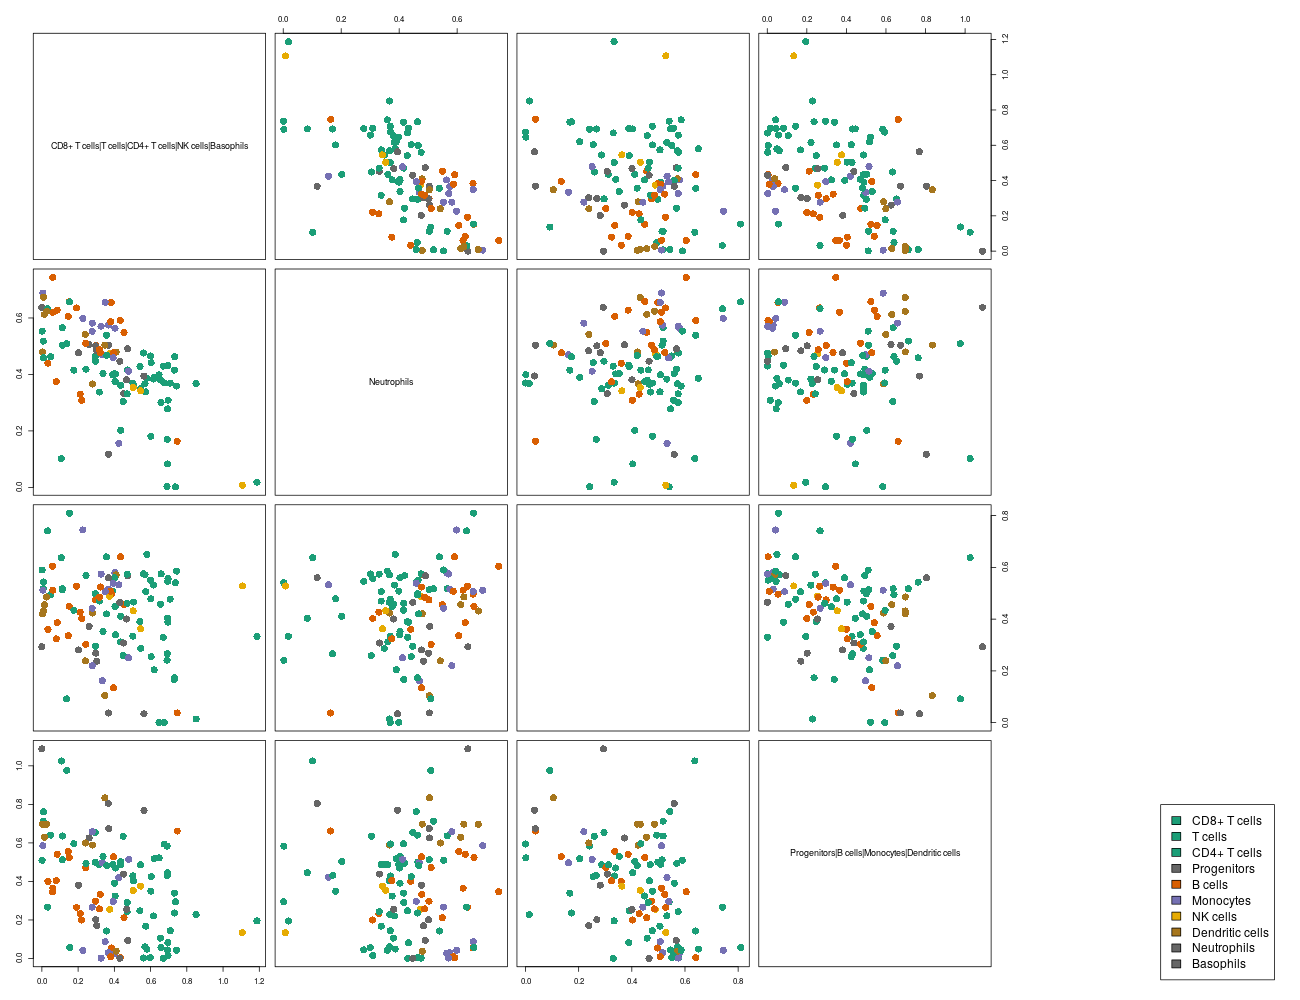 0.0 0.2 0.4 0.6
0.0 0.2 0.4 0.6 0.8 1.0
CD8+ T cells|T cells|CD4+ T cells|NK cells|Basophils
0.0 0.2 0.4 0.6 0.8 1.0 1.2
Neutrophils
0.0 0.2 0.4 0.6
0.0 0.2 0.4 0.6 0.8
Progenitors|B cells|Monocytes|Dendritic cells
0.0 0.2 0.4 0.6 0.8 1.0
0.0 0.2 0.4 0.6 0.8 1.0 1.2
0.0 0.2 0.4 0.6 0.8
CD8+ T cells
T cells
CD4+ T cells
Progenitors
B cells
Monocytes
NK cells
Dendritic cells
Neutrophils
Basophils